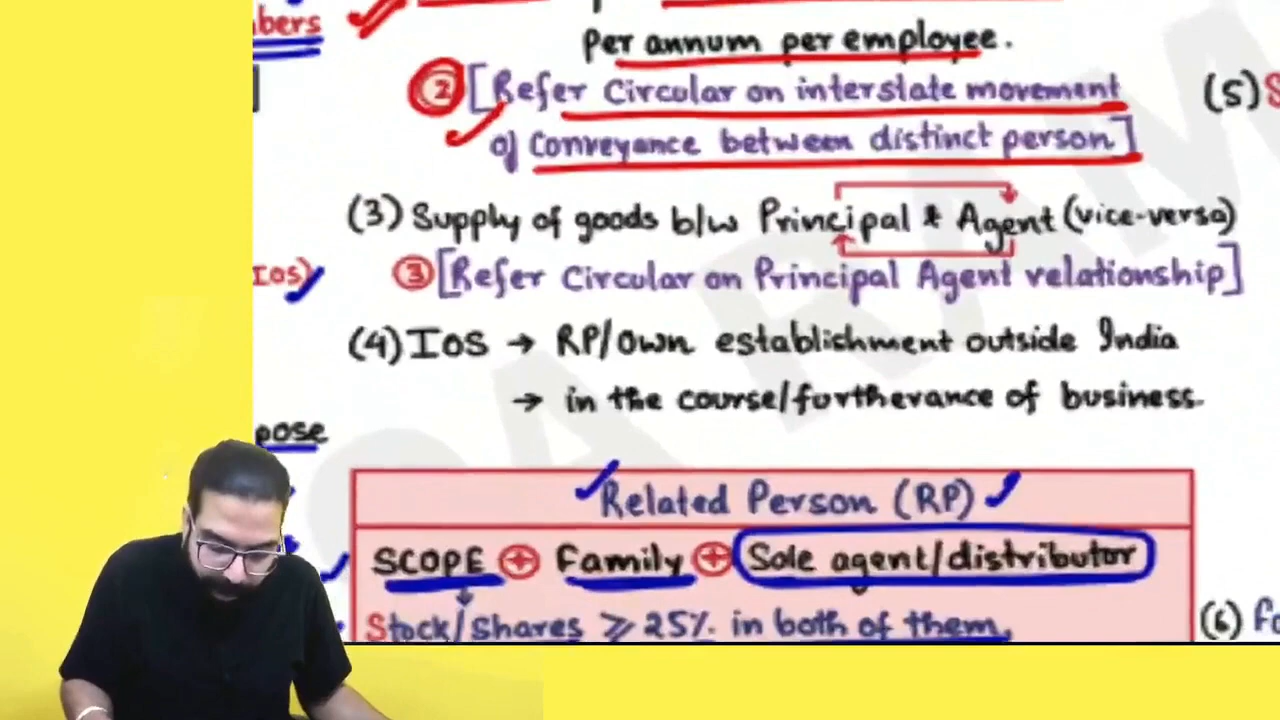 bers
per annum per employee.
② [Refer Circular on interstate movement
of Conveyance between distinct person]
(5) S
(3) Supply of goods b/w Principal & Agent (vice-versa)
IOS)
③ [Refer Circular on Principal Agent relationship]
(4) IOS → RP/Own establishment outside India
→ in the course/furtherance of business.
pose
Related Person (RP)
SCOPE ⊕ Family ⊕ Sole agent/distributor
Stock/Shares ≥ 25% in both of them.
(6) Fo